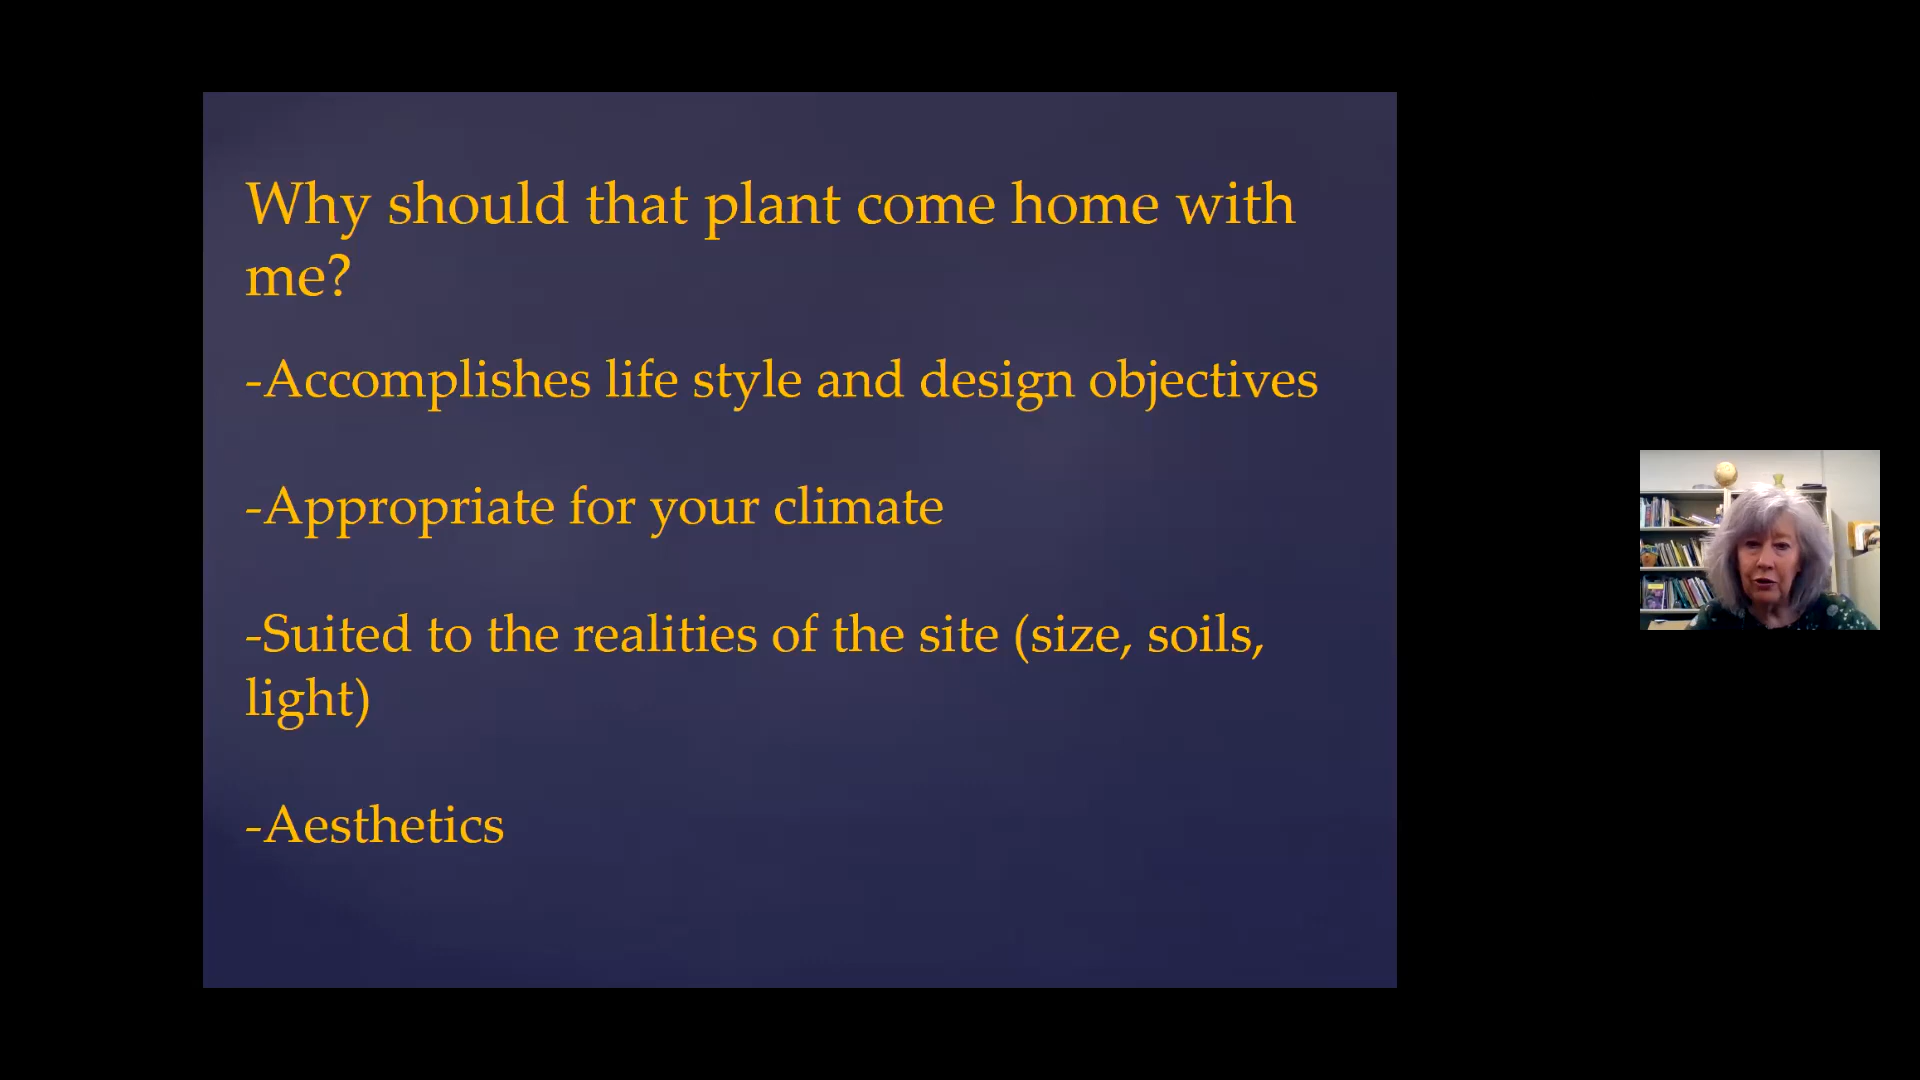 Why should that plant come home with
me?
-Accomplishes life style and design objectives
-Appropriate for your climate
-Suited to the realities of the site (size, soils,
light)
-Aesthetics